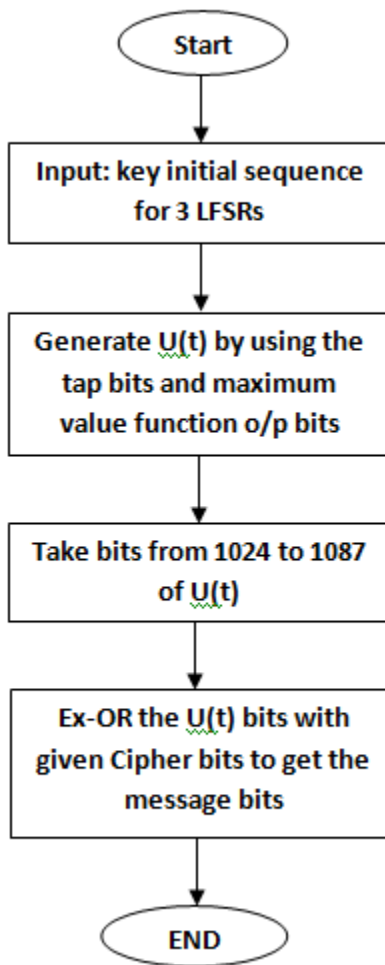 Start
Input: key initial sequence
for 3 LFSRs
Generate U(t) by using the
tap bits and maximum
value function o/p bits
Take bits from 1024 to 1087
of U(t)
Ex-OR the U(t) bits with
given Cipher bits to get the
message bits
END